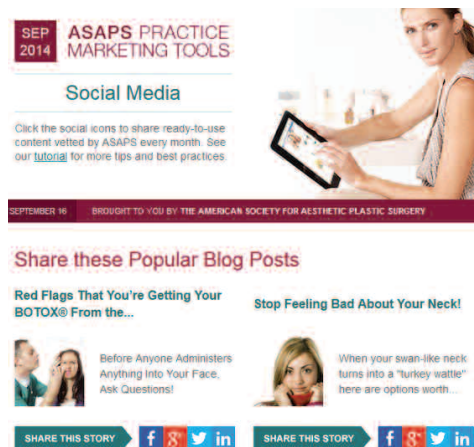 SEP
2014
ASAPS PRACTICE
MARKETING TOOLS
Social Media
Click the social icons to share ready-to-use
content vetted by ASAPS every month. See
our tutorial for more tips and best practices.
SEPTEMBER 16
BROUGHT TO YOU BY THE AMERICAN SOCIETY FOR AESTHETIC PLASTIC SURGERY
Share these Popular Blog Posts
Red Flags That You're Getting Your
BOTOX® From the...
Before Anyone Administers
Anything Into Your Face,
Ask Questions!
SHARE THIS STORY
f 8+ in
Stop Feeling Bad About Your Neck!
When your swan-like neck
turns into a "turkey wattle"
here are options worth...
SHARE THIS STORY
f 8+ in